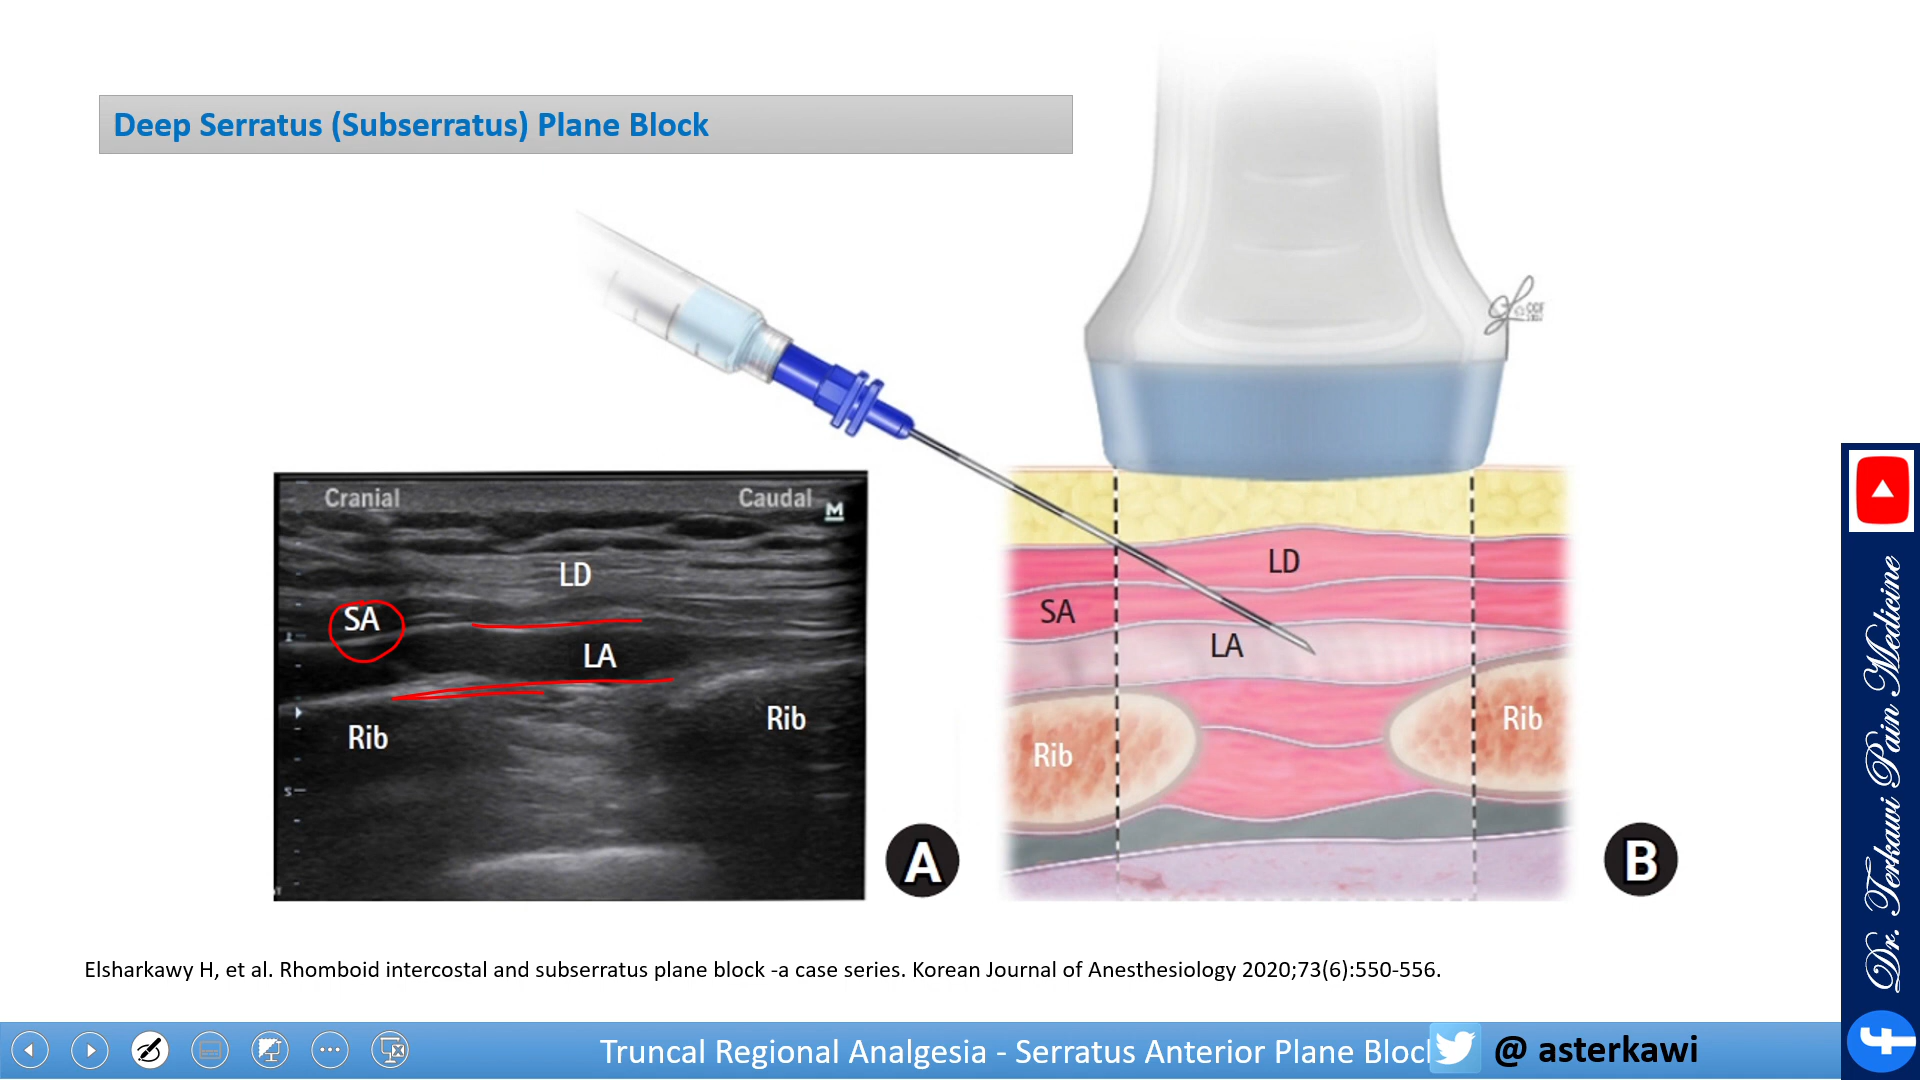 Deep Serratus (Subserratus) Plane Block
Cranial
Caudal
M
LD
SA
LA
Rib
Rib
A
LD
SA
LA
Rib
Rib
B
Elsharkawy H, et al. Rhomboid intercostal and subserratus plane block -a case series. Korean Journal of Anesthesiology 2020;73(6):550-556.
Truncal Regional Analgesia - Serratus Anterior Plane Bloc
@ asterkawi
Dr. Terkawi Pain Medicine